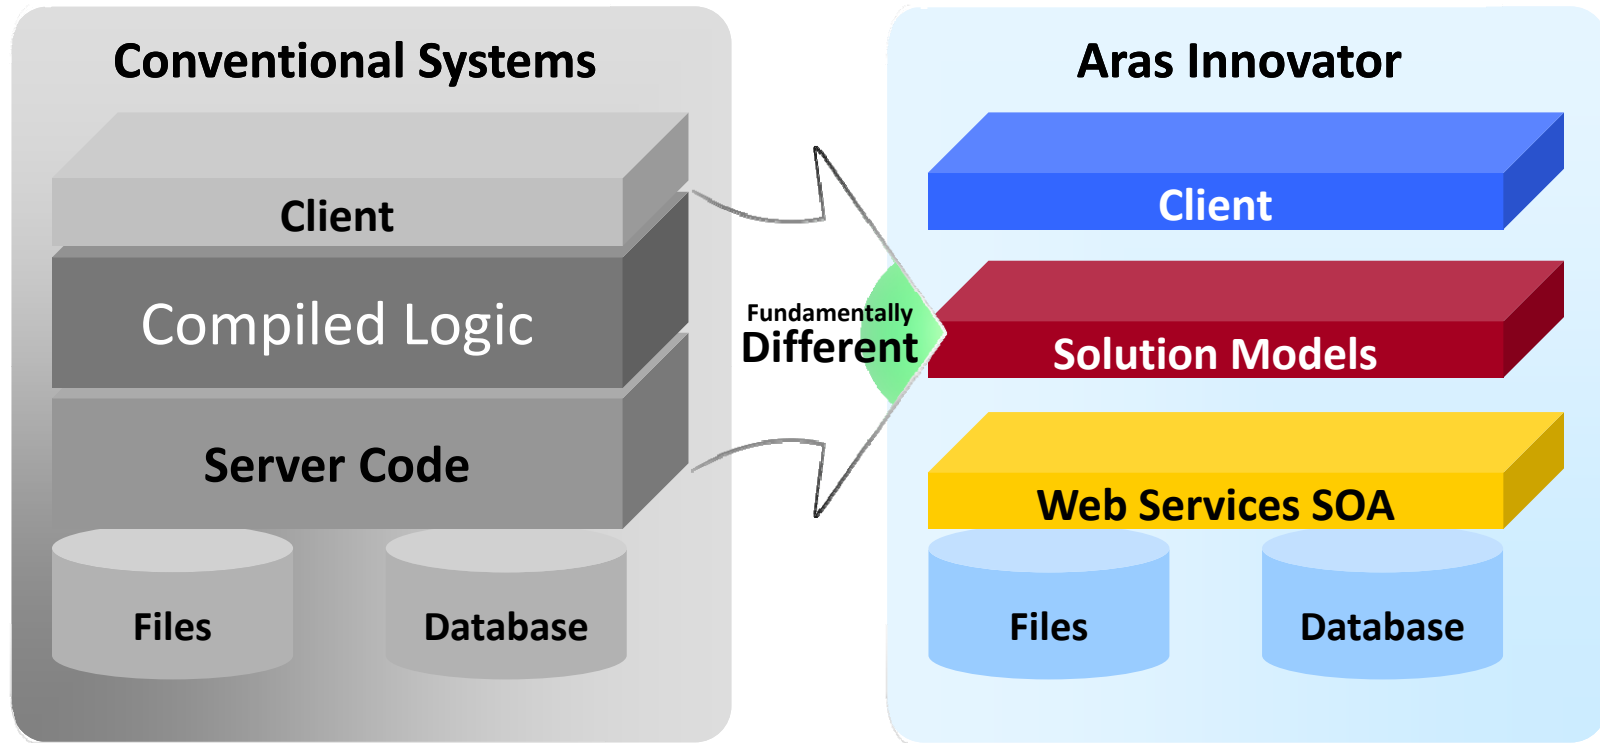 Conventional Systems
Client
Compiled Logic
Server Code
Files
Database
Fundamentally
Different
Aras Innovator
Client
Solution Models
Web Services SOA
Files
Database